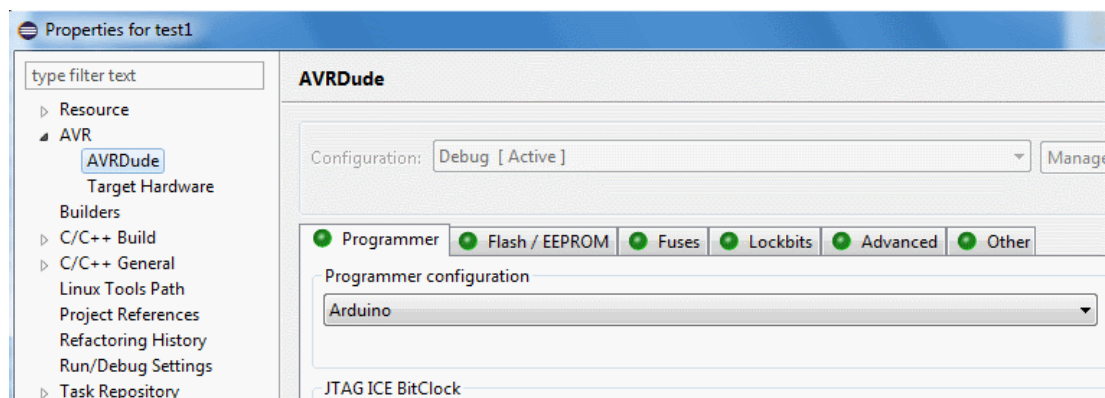 Properties for test1
type filter text
Resource
AVR
AVRDude
Target Hardware
Builders
C/C++ Build
C/C++ General
Linux Tools Path
Project References
Refactoring History
Run/Debug Settings
Task Repository
AVRDude
Configuration: Debug [ Active ] Manage
Programmer Flash / EEPROM Fuses Lockbits Advanced Other
Programmer configuration
Arduino
JTAG ICE BitClock